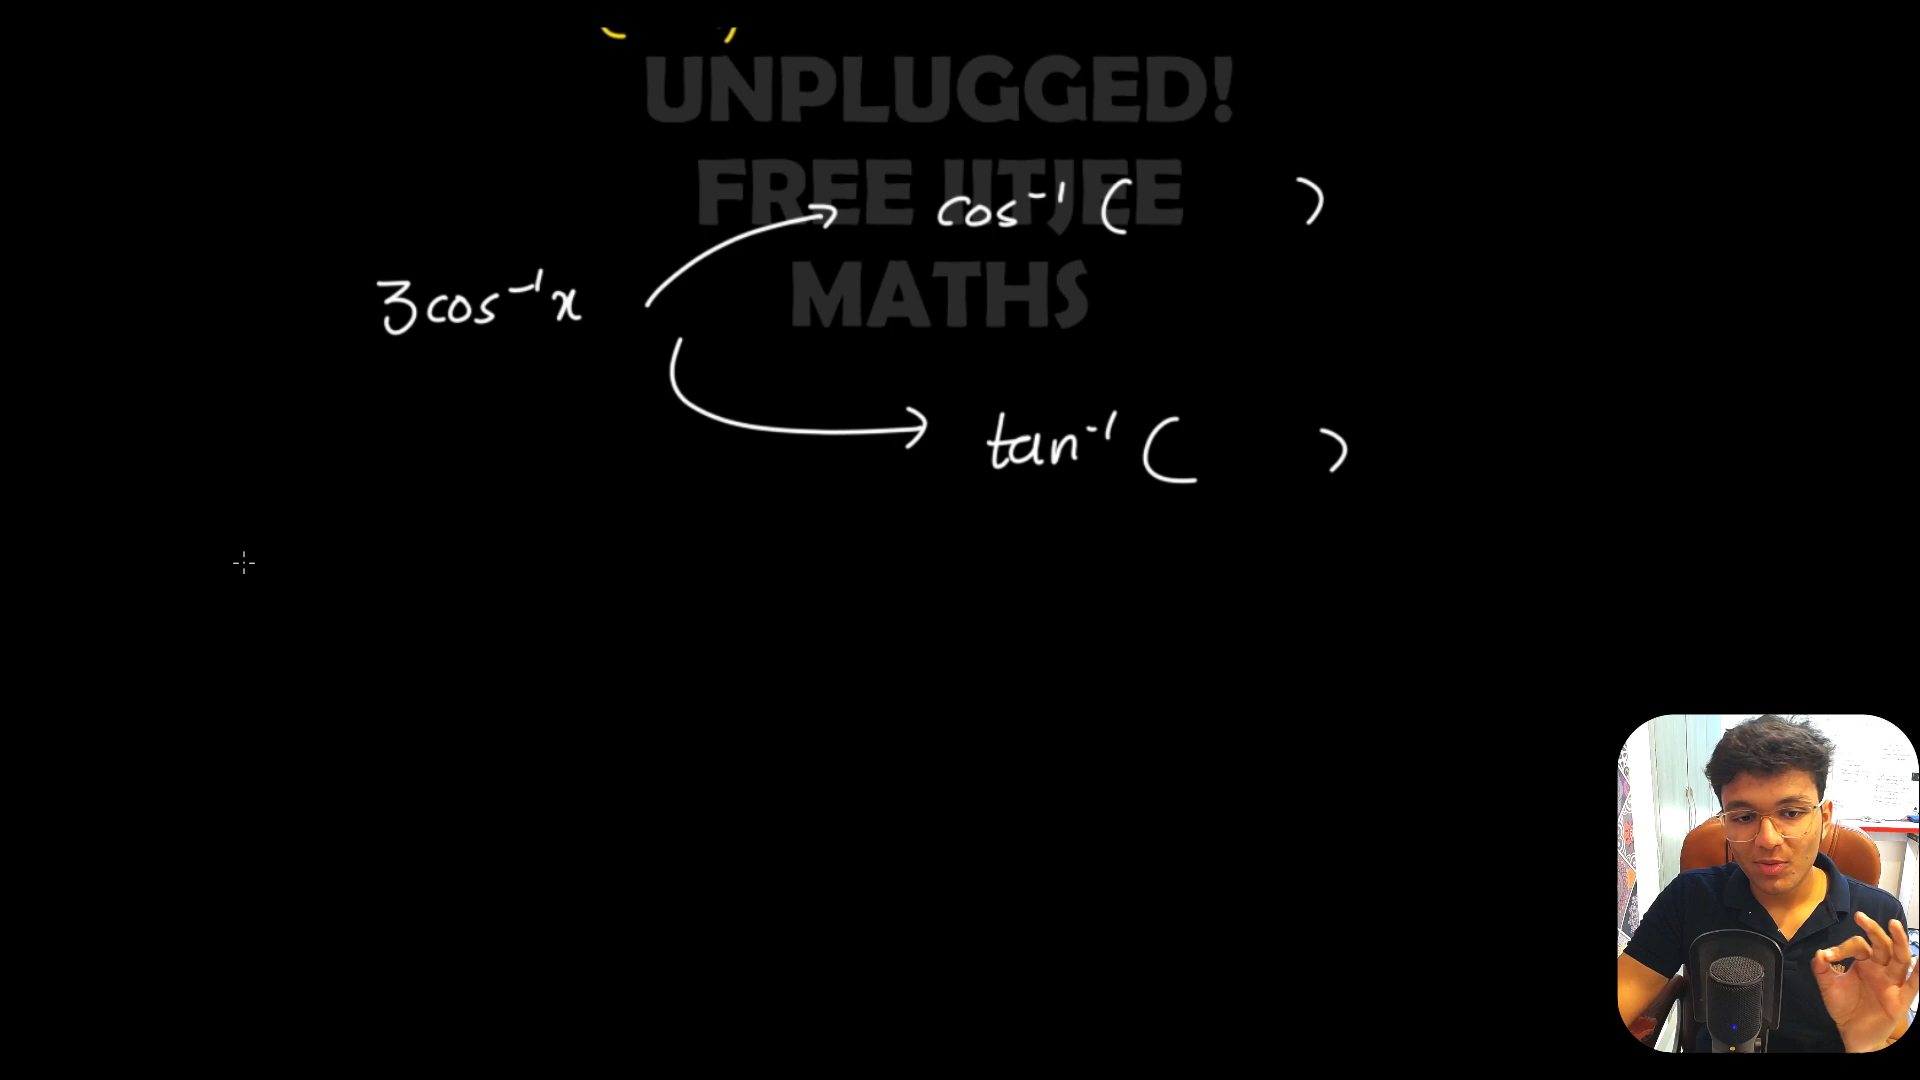 UNPLUGGED!
FREE IITJEE
MATHS
cos⁻¹ (      )
3cos⁻¹x
tan⁻¹ (      )